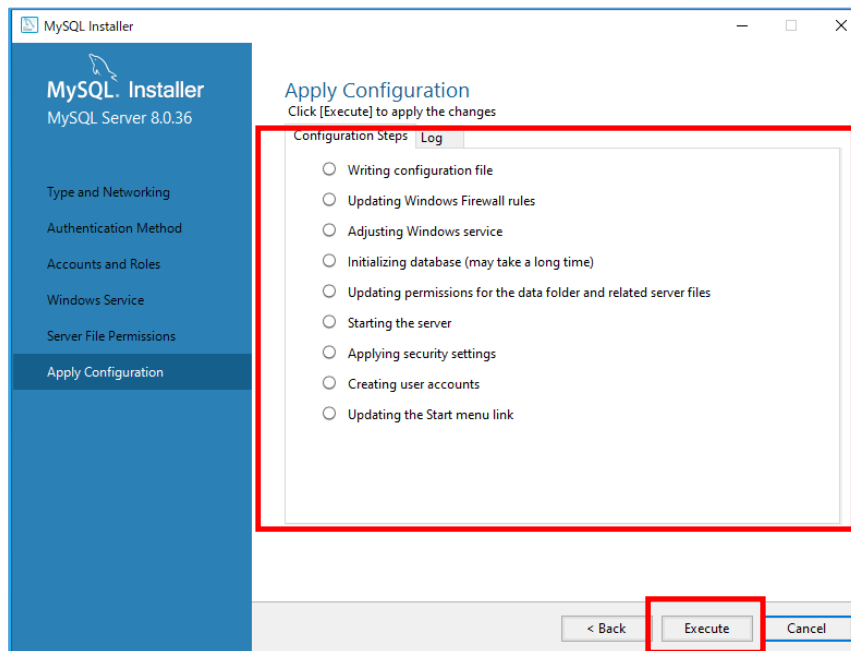 MySQL Installer
MySQL. Installer
MySQL Server 8.0.36
Type and Networking
Authentication Method
Accounts and Roles
Windows Service
Server File Permissions
Apply Configuration
Apply Configuration
Click [Execute] to apply the changes
Configuration Steps Log
Writing configuration file
Updating Windows Firewall rules
Adjusting Windows service
Initializing database (may take a long time)
Updating permissions for the data folder and related server files
Starting the server
Applying security settings
Creating user accounts
Updating the Start menu link
< Back Execute Cancel